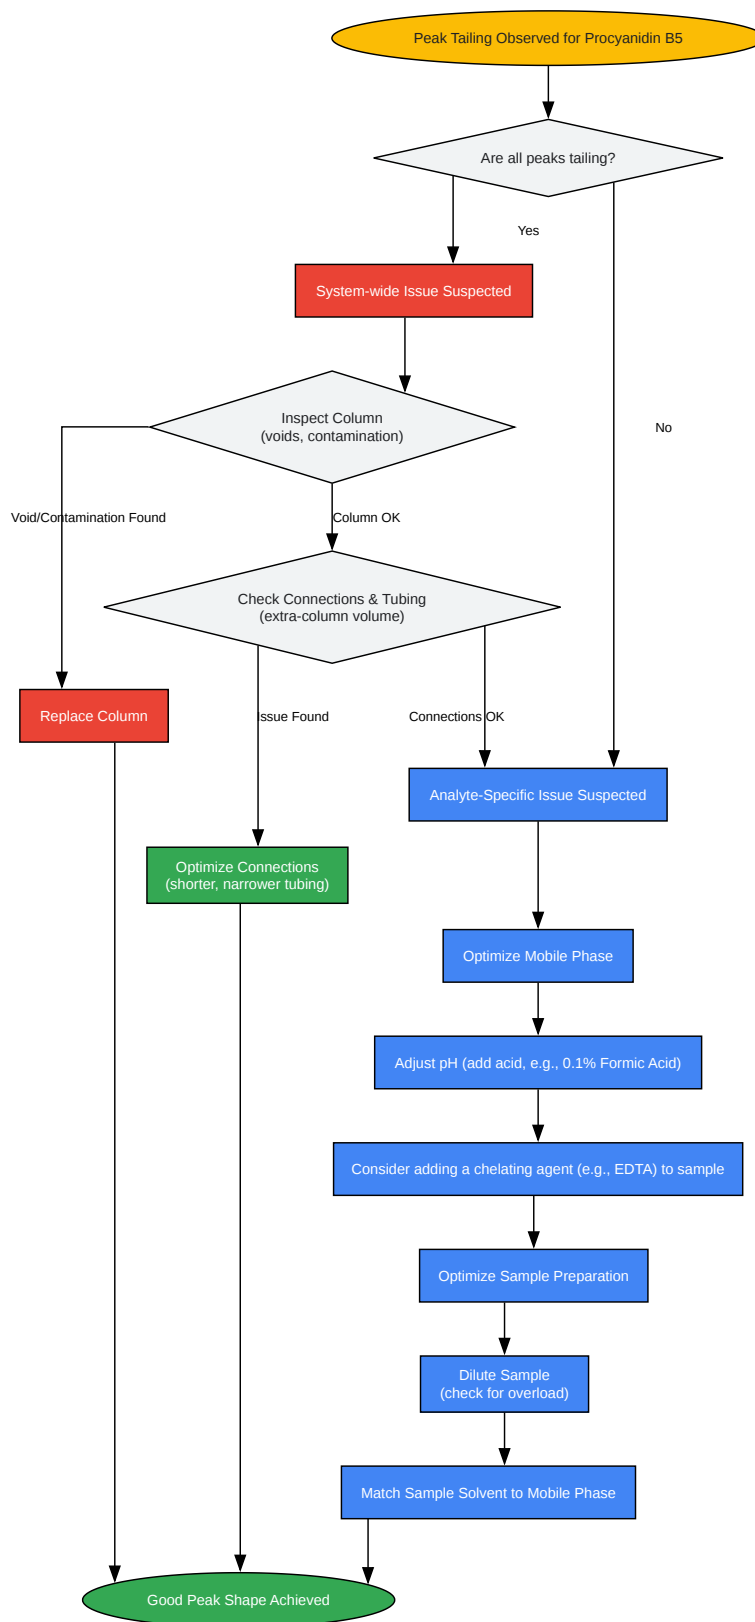 Peak Tailing Observed for Procyanidin B5
Are all peaks tailing?
Yes
System-wide Issue Suspected
Inspect Column
(voids, contamination)
No
Void/Contamination Found
Column OK
Check Connections & Tubing
(extra-column volume)
Replace Column
Issue Found
Connections OK
Analyte-Specific Issue Suspected
Optimize Connections
(shorter, narrower tubing)
Optimize Mobile Phase
Adjust pH (add acid, e.g., 0.1% Formic Acid)
Consider adding a chelating agent (e.g., EDTA) to sample
Optimize Sample Preparation
Dilute Sample
(check for overload)
Match Sample Solvent to Mobile Phase
Good Peak Shape Achieved